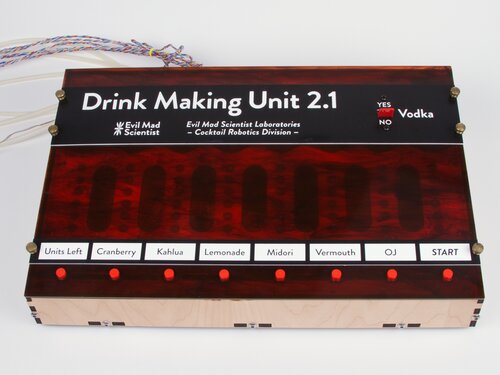 Drink Making Unit 2.1
YES
NO
Vodka
Evil Mad
Scientist
Evil Mad Scientist Laboratories
– Cocktail Robotics Division –
Units Left
Cranberry
Kahlua
Lemonade
Midori
Vermouth
OJ
START